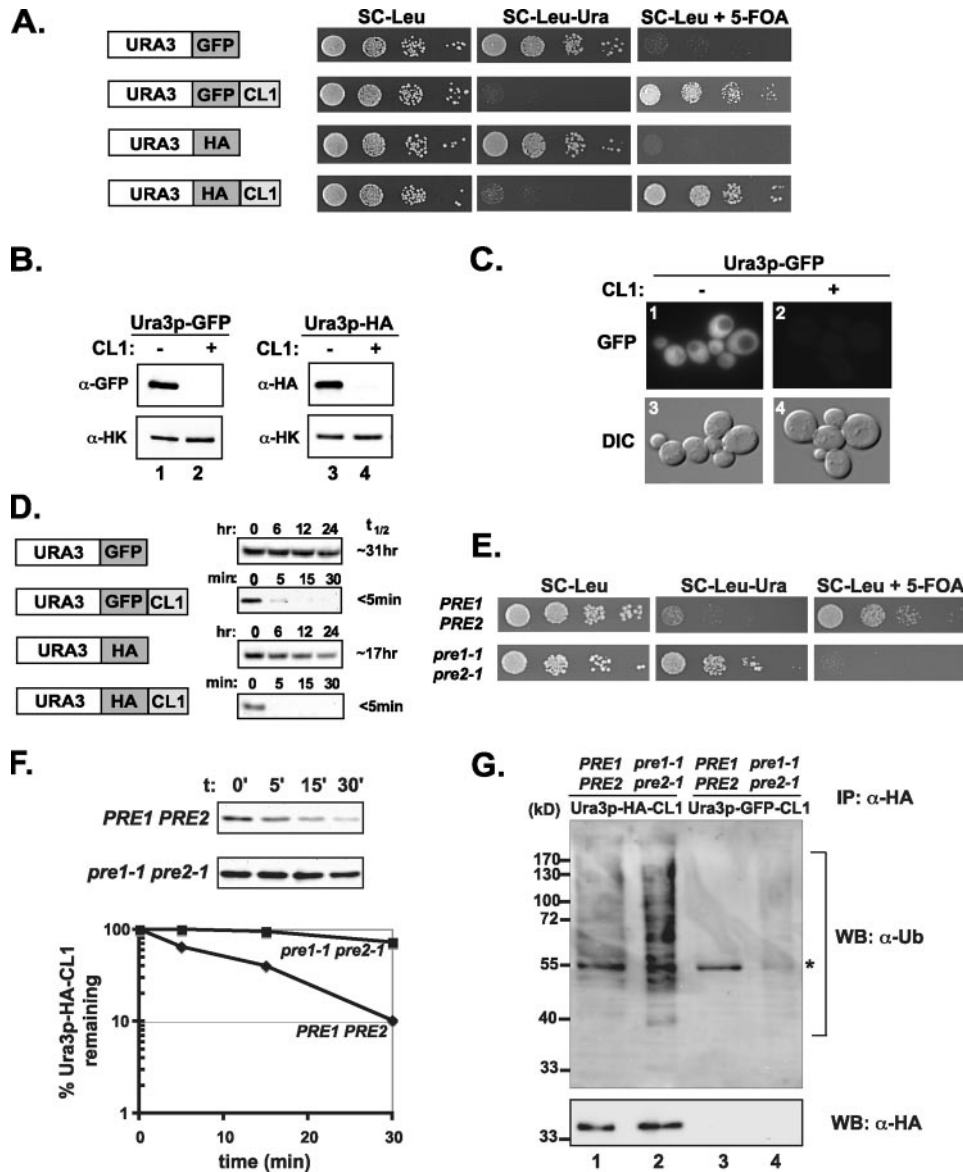 A.
SC-Leu SC-Leu-Ura SC-Leu + 5-FOA
URA3 GFP
URA3 GFP CL1
URA3 HA
URA3 HA CL1
B.
Ura3p-GFP Ura3p-HA
CL1: - + CL1: - +
α-GFP α-HA
α-HK α-HK
1 2 3 4
C.
Ura3p-GFP
CL1: - +
GFP 1 2
DIC 3 4
D.
hr: 0 6 12 24 t1/2
URA3 GFP ~31hr
min: 0 5 15 30
URA3 GFP CL1 <5min
hr: 0 6 12 24
URA3 HA ~17hr
min: 0 5 15 30
URA3 HA CL1 <5min
E.
SC-Leu SC-Leu-Ura SC-Leu + 5-FOA
PRE1
PRE2
pre1-1
pre2-1
F.
t: 0' 5' 15' 30'
PRE1 PRE2
pre1-1 pre2-1
100
10
1
% Ura3p-HA-CL1
remaining
pre1-1 pre2-1
PRE1 PRE2
0 10 20 30
time (min)
G.
PRE1 pre1-1 PRE1 pre1-1
PRE2 pre2-1 PRE2 pre2-1
(kD) Ura3p-HA-CL1 Ura3p-GFP-CL1 IP: α-HA
170
130
100
72
55 *
40
33
WB: α-Ub
33
WB: α-HA
1 2 3 4